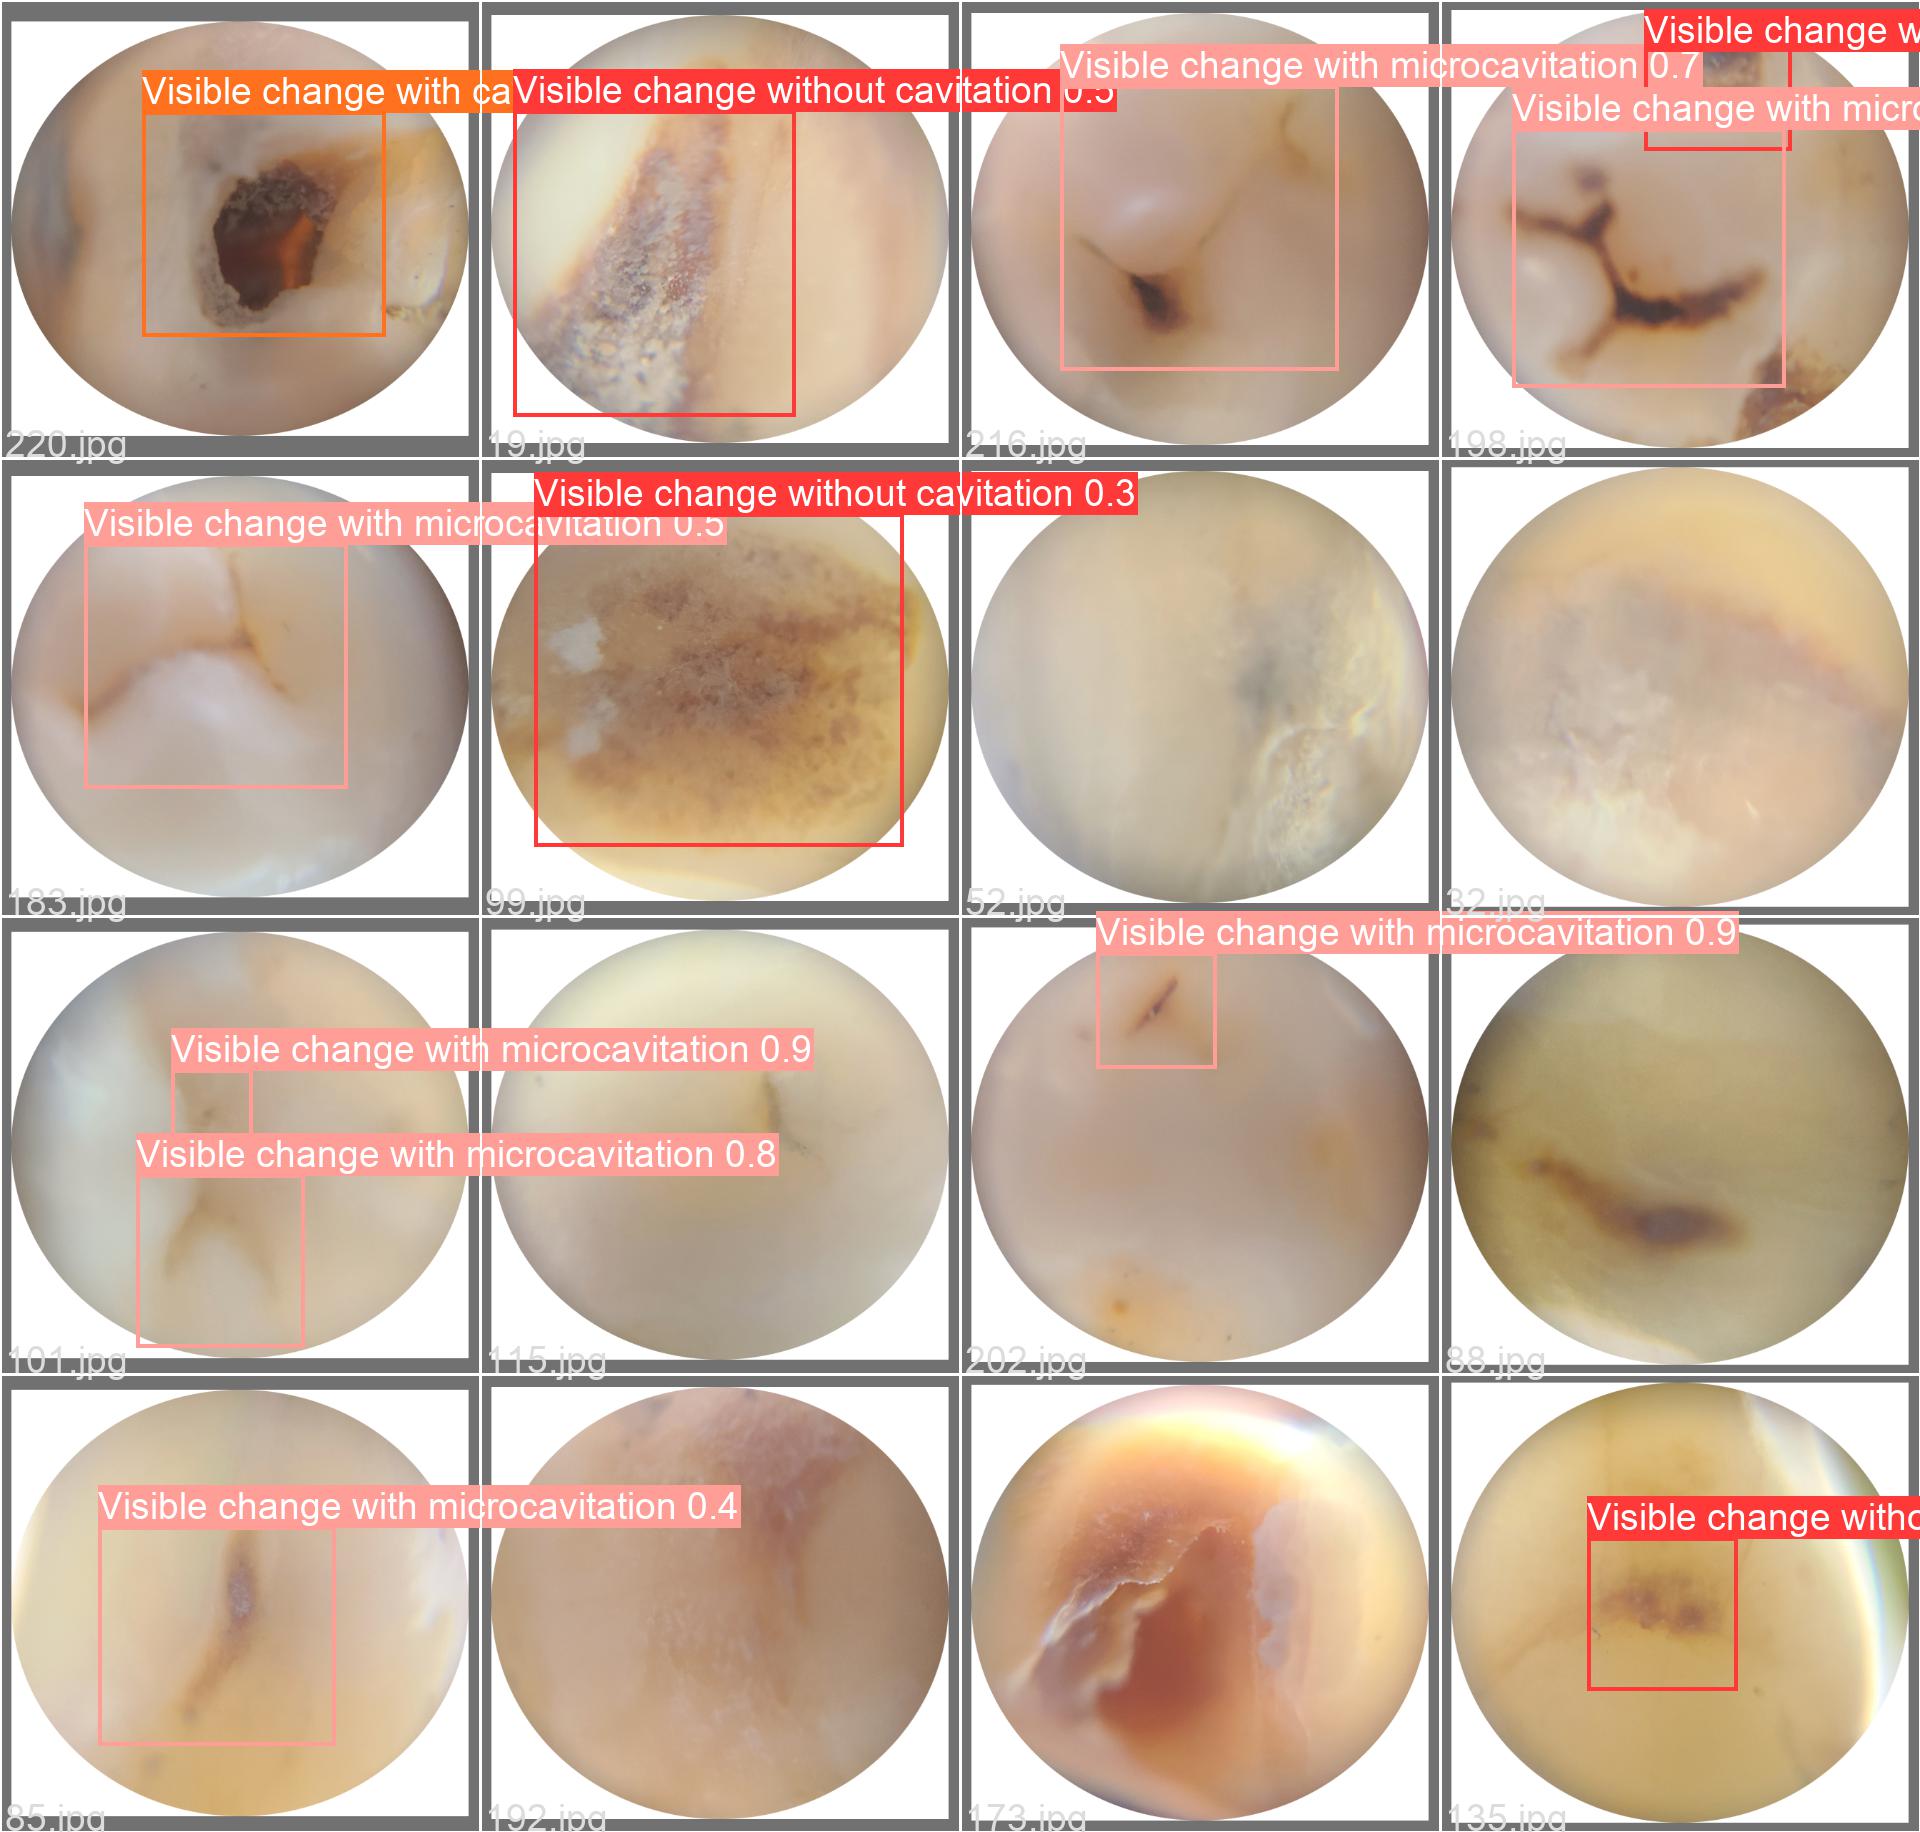 Visible change with ca
Visible change without cavitation 0.5
Visible change with microcavitation 0.7
Visible change w
Visible change with micro
220.jpg
19.jpg
216.jpg
198.jpg
Visible change with microcavitation 0.5
Visible change without cavitation 0.3
183.jpg
99.jpg
52.jpg
32.jpg
Visible change with microcavitation 0.9
Visible change with microcavitation 0.8
Visible change with microcavitation 0.9
101.jpg
115.jpg
202.jpg
88.jpg
Visible change with microcavitation 0.4
Visible change witho
85.jpg
192.jpg
173.jpg
135.jpg